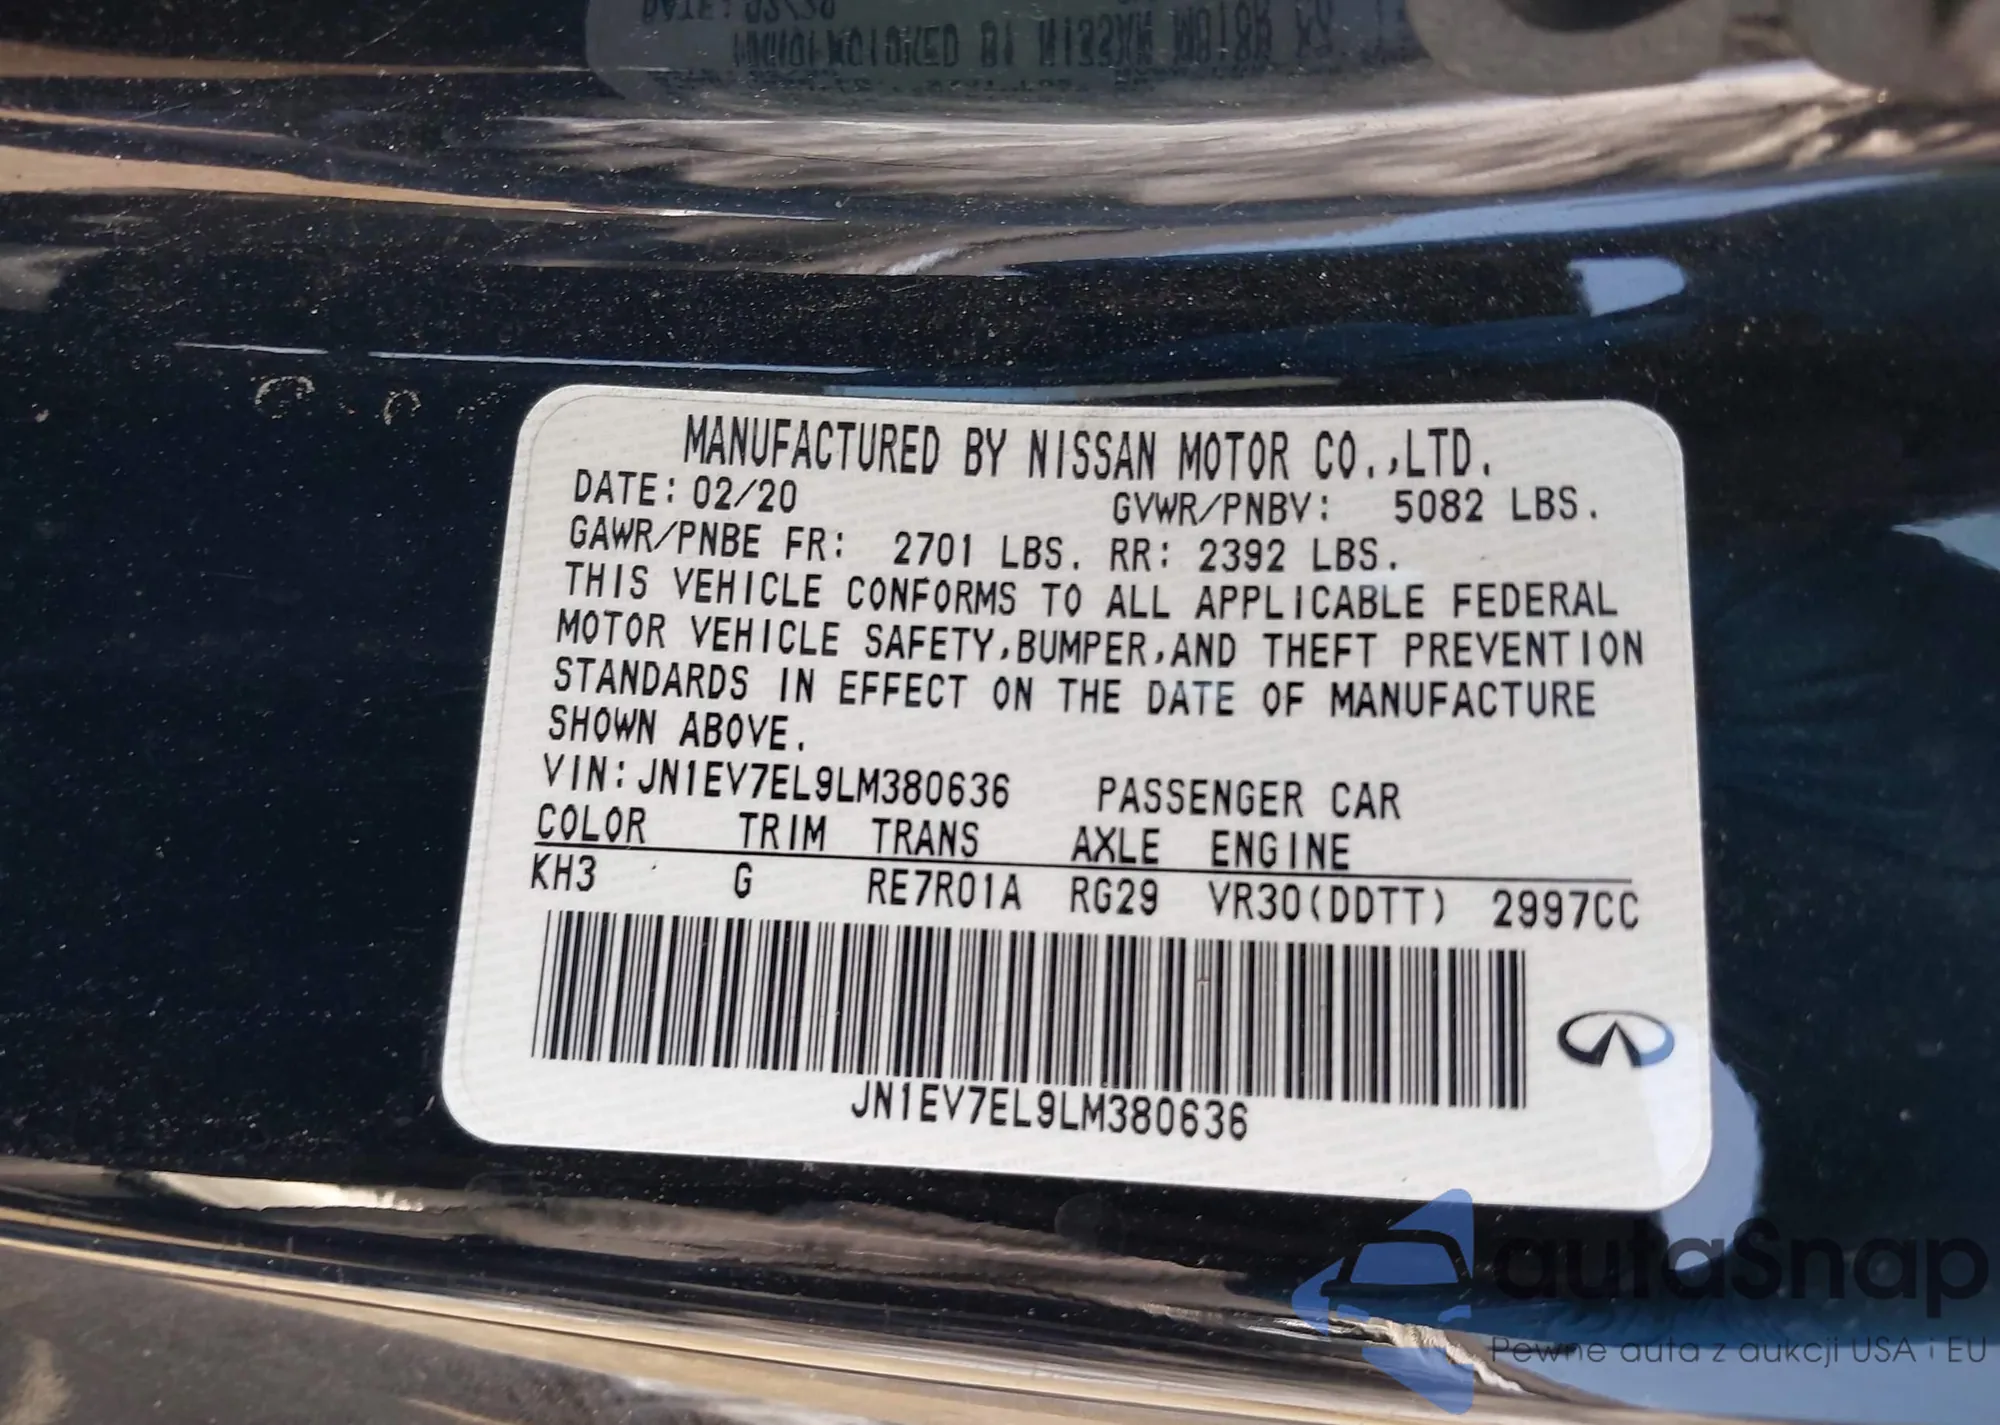 MANUFACTURED BY NISSAN MOTOR CO.,LTD.
DATE: 02/20 GVWR/PNBV: 5082 LBS.
GAWR/PNBE FR: 2701 LBS. RR: 2392 LBS.
THIS VEHICLE CONFORMS TO ALL APPLICABLE FEDERAL
MOTOR VEHICLE SAFETY,BUMPER,AND THEFT PREVENTION
STANDARDS IN EFFECT ON THE DATE OF MANUFACTURE
SHOWN ABOVE.
VIN: JN1EV7EL9LM380636 PASSENGER CAR
COLOR TRIM TRANS AXLE ENGINE
KH3 G RE7R01A RG29 VR30(DDTT) 2997CC
JN1EV7EL9LM380636
autaSnap
Pewne auta z aukcji USA i EU